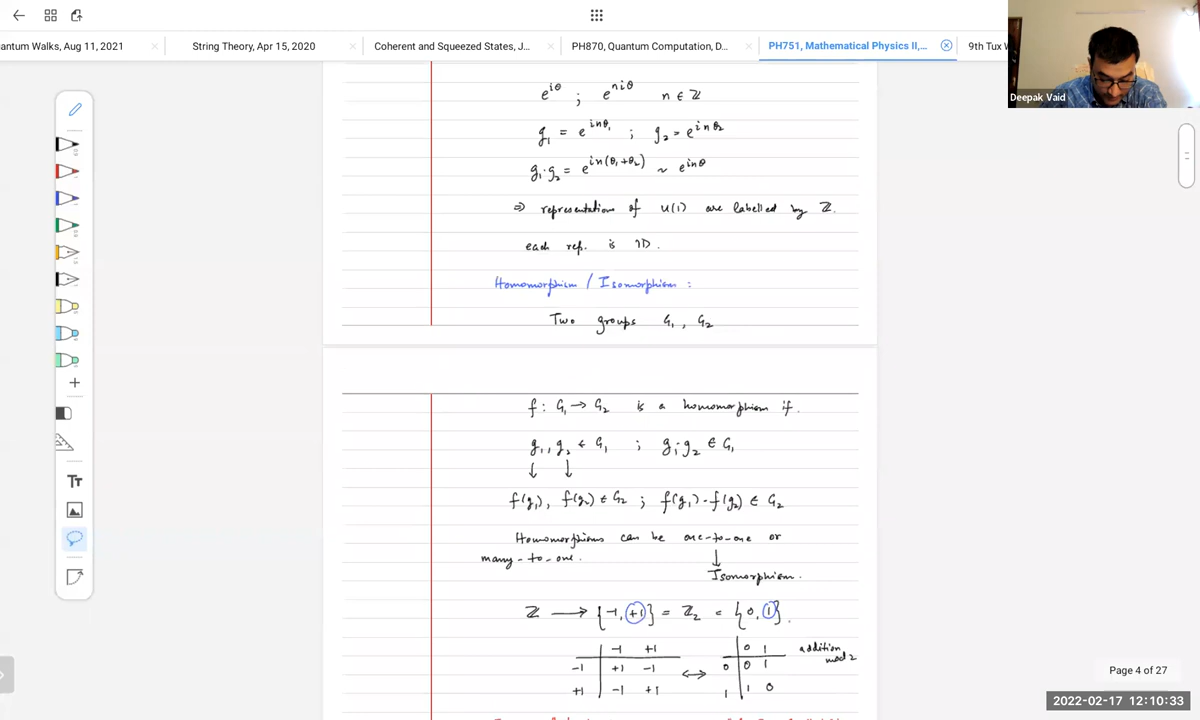 antum Walks, Aug 11, 2021
String Theory, Apr 15, 2020
Coherent and Squeezed States, J...
PH870, Quantum Computation, D...
PH751, Mathematical Physics II,...
9th Tux W
Deepak Vaid
e^{iθ} ; e^{niθ} n ∈ ℤ
g₁ = e^{inθ₁} ; g₂ = e^{inθ₂}
g₁·g₂ = e^{in(θ₁+θ₂)} ~ e^{inθ}
⇒ representations of U(1) are labelled by ℤ.
each rep. is 1D.
Homomorphism / Isomorphism :
Two groups G₁, G₂
f : G₁ → G₂ is a homomorphism if.
g₁, g₂ ∈ G₁ ; g₁·g₂ ∈ G₁
↓ ↓
f(g₁), f(g₂) ∈ G₂ ; f(g₁)·f(g₂) ∈ G₂
Homomorphisms can be one-to-one or
many-to-one. ↓
Isomorphism.
ℤ → {-1, +1} = ℤ₂ = {0, 1}.
-1 +1 0 1 addition
-1 +1 -1 ↔ 0 0 1 mod 2
+1 -1 +1 1 1 0
Tт
Page 4 of 27
2022-02-17 12:10:33